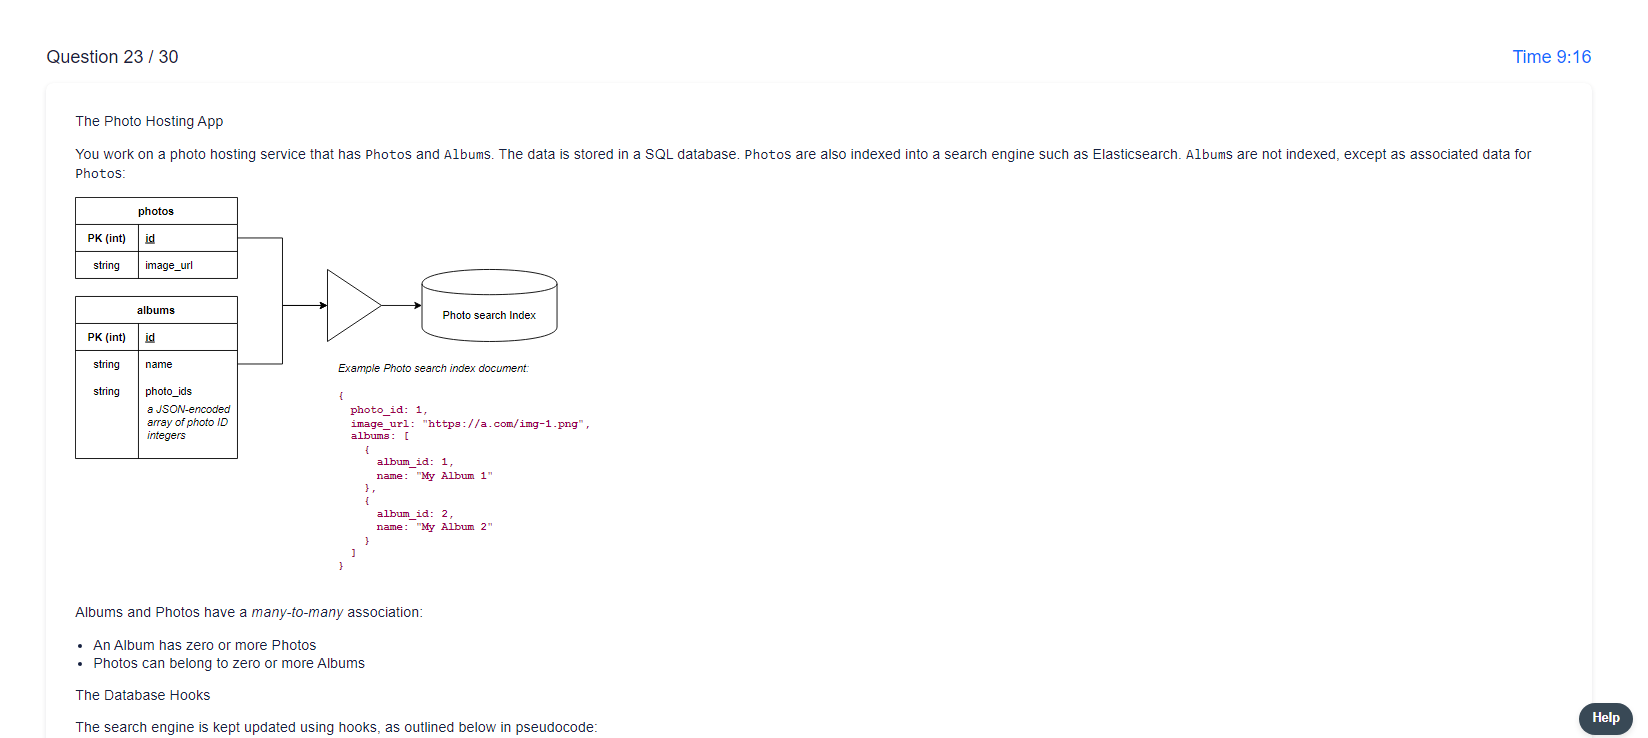 Question 23 / 30
Time 9:16
The Photo Hosting App
You work on a photo hosting service that has Photos and Albums. The data is stored in a SQL database. Photos are also indexed into a search engine such as Elasticsearch. Albums are not indexed, except as associated data for
Photos:
photos
PK (int) id
string image_url
albums
PK (int) id
string name
string photo_ids
a JSON-encoded
array of photo ID
integers
Photo search Index
Example Photo search index document:
{
photo_id: 1,
image_url: "https://a.com/img-1.png",
albums: [
{
album_id: 1,
name: "My Album 1"
},
{
album_id: 2,
name: "My Album 2"
}
]
}
Albums and Photos have a many-to-many association:
• An Album has zero or more Photos
• Photos can belong to zero or more Albums
The Database Hooks
The search engine is kept updated using hooks, as outlined below in pseudocode:
Help